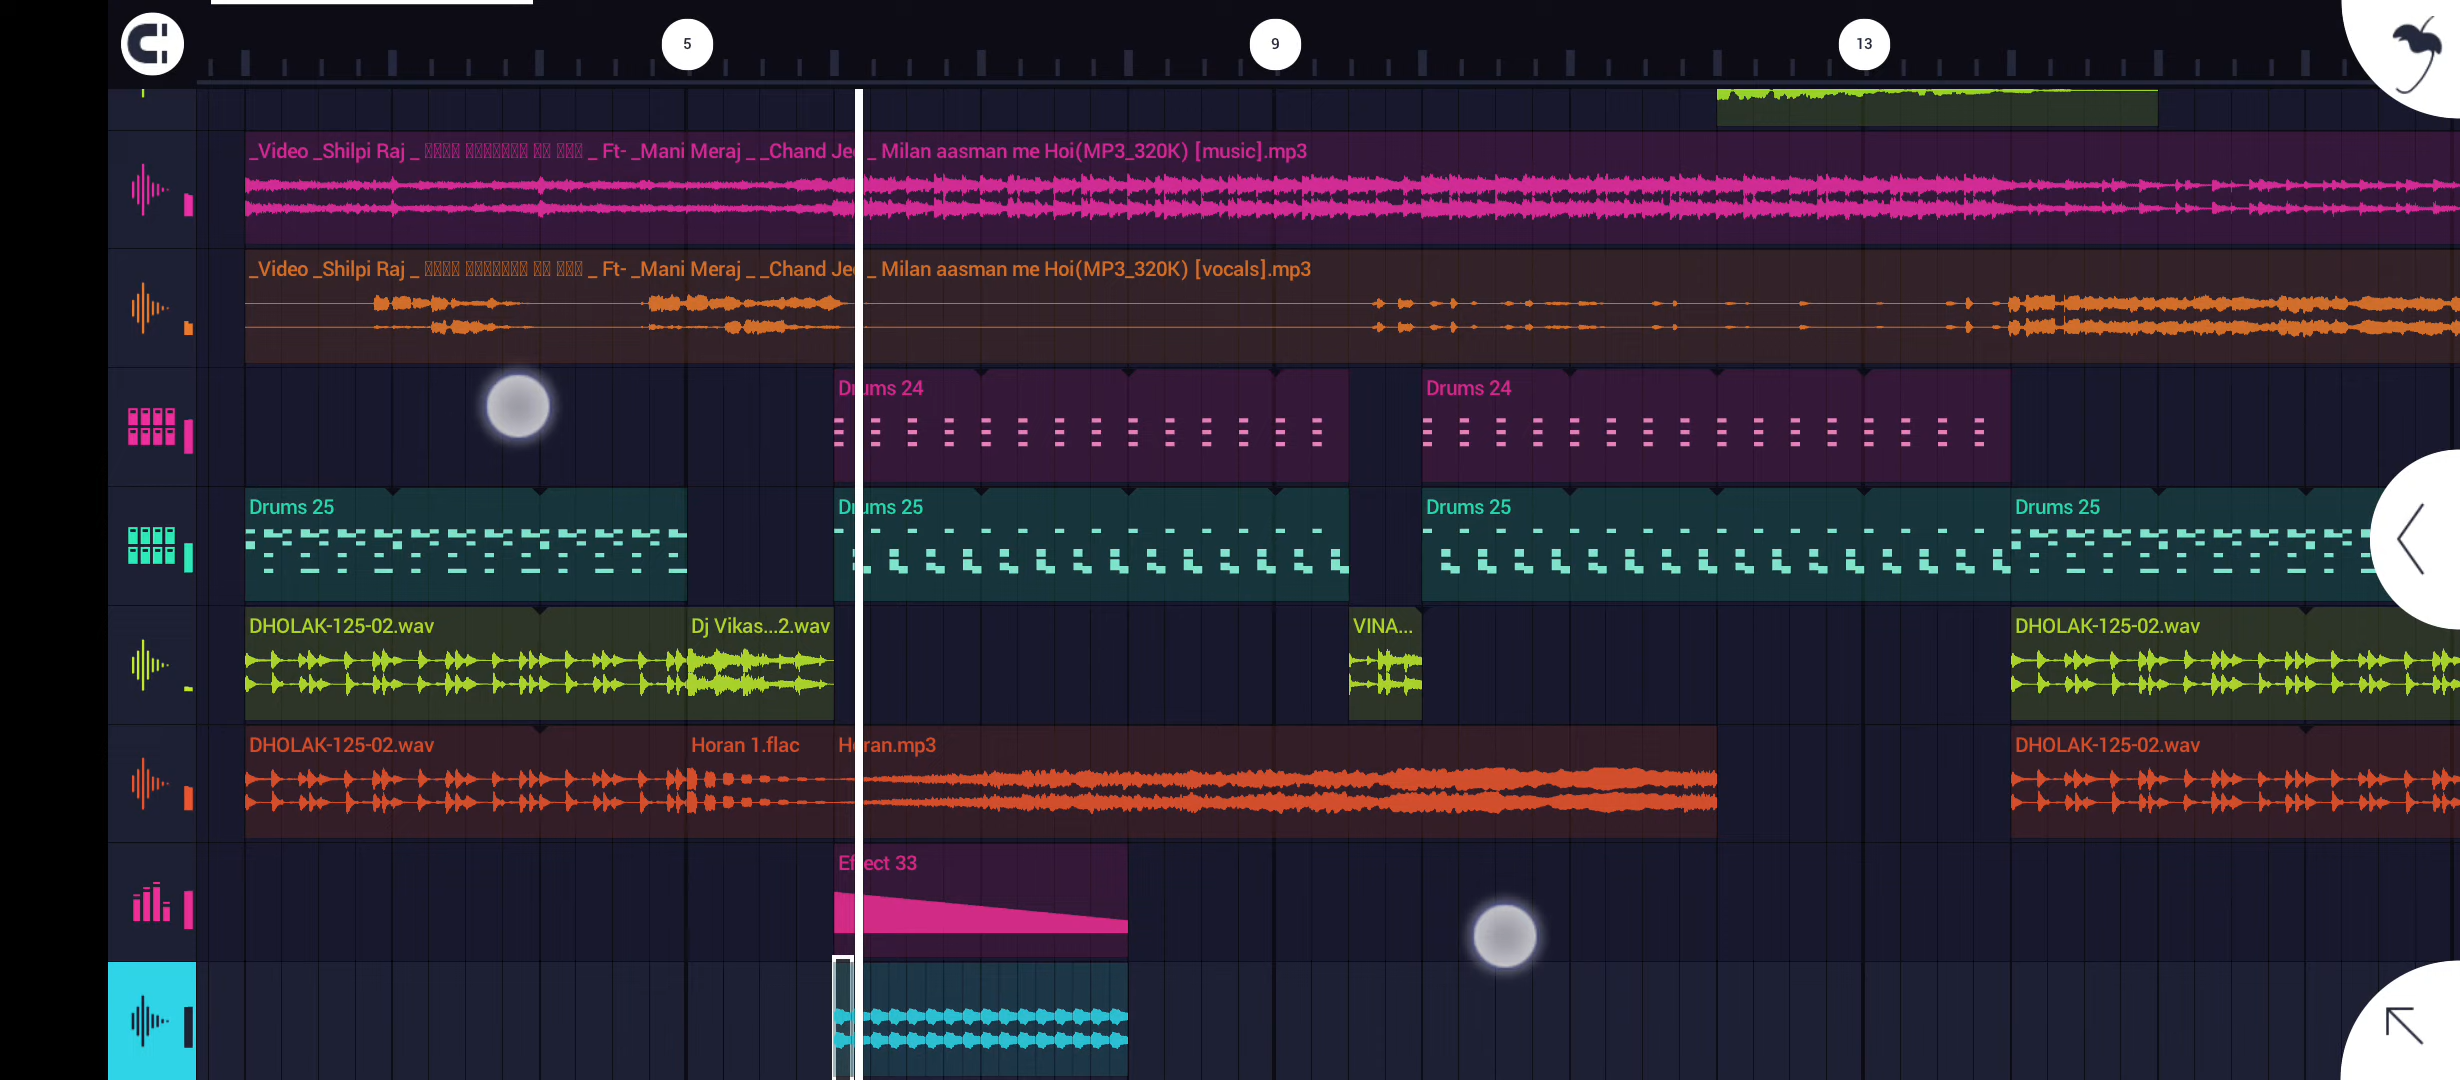 5
9
13
_Video _Shilpi Raj _ _ Ft- _Mani Meraj _ _Chand Je _ Milan aasman me Hoi(MP3_320K) [music].mp3
_Video _Shilpi Raj _ _ Ft- _Mani Meraj _ _Chand Je _ Milan aasman me Hoi(MP3_320K) [vocals].mp3
Drums 24
Drums 24
Drums 25
Drums 25
Drums 25
Drums 25
DHOLAK-125-02.wav
Dj Vikas...2.wav
VINA...
DHOLAK-125-02.wav
DHOLAK-125-02.wav
Horan 1.flac
Horan.mp3
DHOLAK-125-02.wav
Effect 33